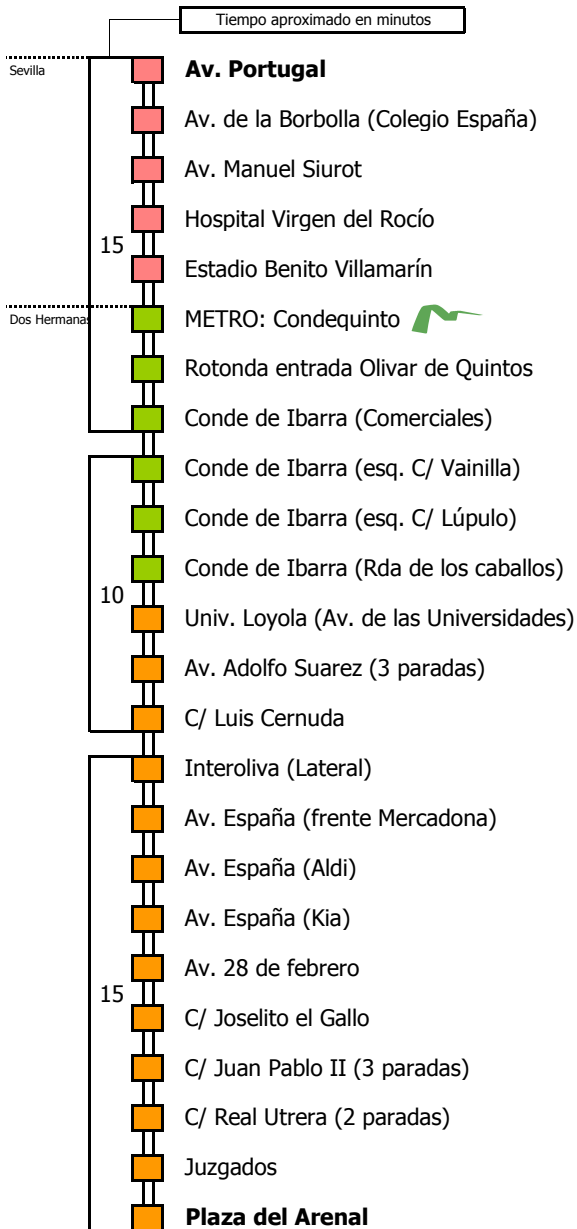 Tiempo aproximado en minutos
Sevilla
Av. Portugal
Av. de la Borbolla (Colegio España)
Av. Manuel Siurot
Hospital Virgen del Rocío
15
Estadio Benito Villamarín
Dos Hermanas
METRO: Condequinto
Rotonda entrada Olivar de Quintos
Conde de Ibarra (Comerciales)
Conde de Ibarra (esq. C/ Vainilla)
Conde de Ibarra (esq. C/ Lúpulo)
Conde de Ibarra (Rda de los caballos)
10
Univ. Loyola (Av. de las Universidades)
Av. Adolfo Suarez (3 paradas)
C/ Luis Cernuda
Interoliva (Lateral)
Av. España (frente Mercadona)
Av. España (Aldi)
Av. España (Kia)
Av. 28 de febrero
15
C/ Joselito el Gallo
C/ Juan Pablo II (3 paradas)
C/ Real Utrera (2 paradas)
Juzgados
Plaza del Arenal